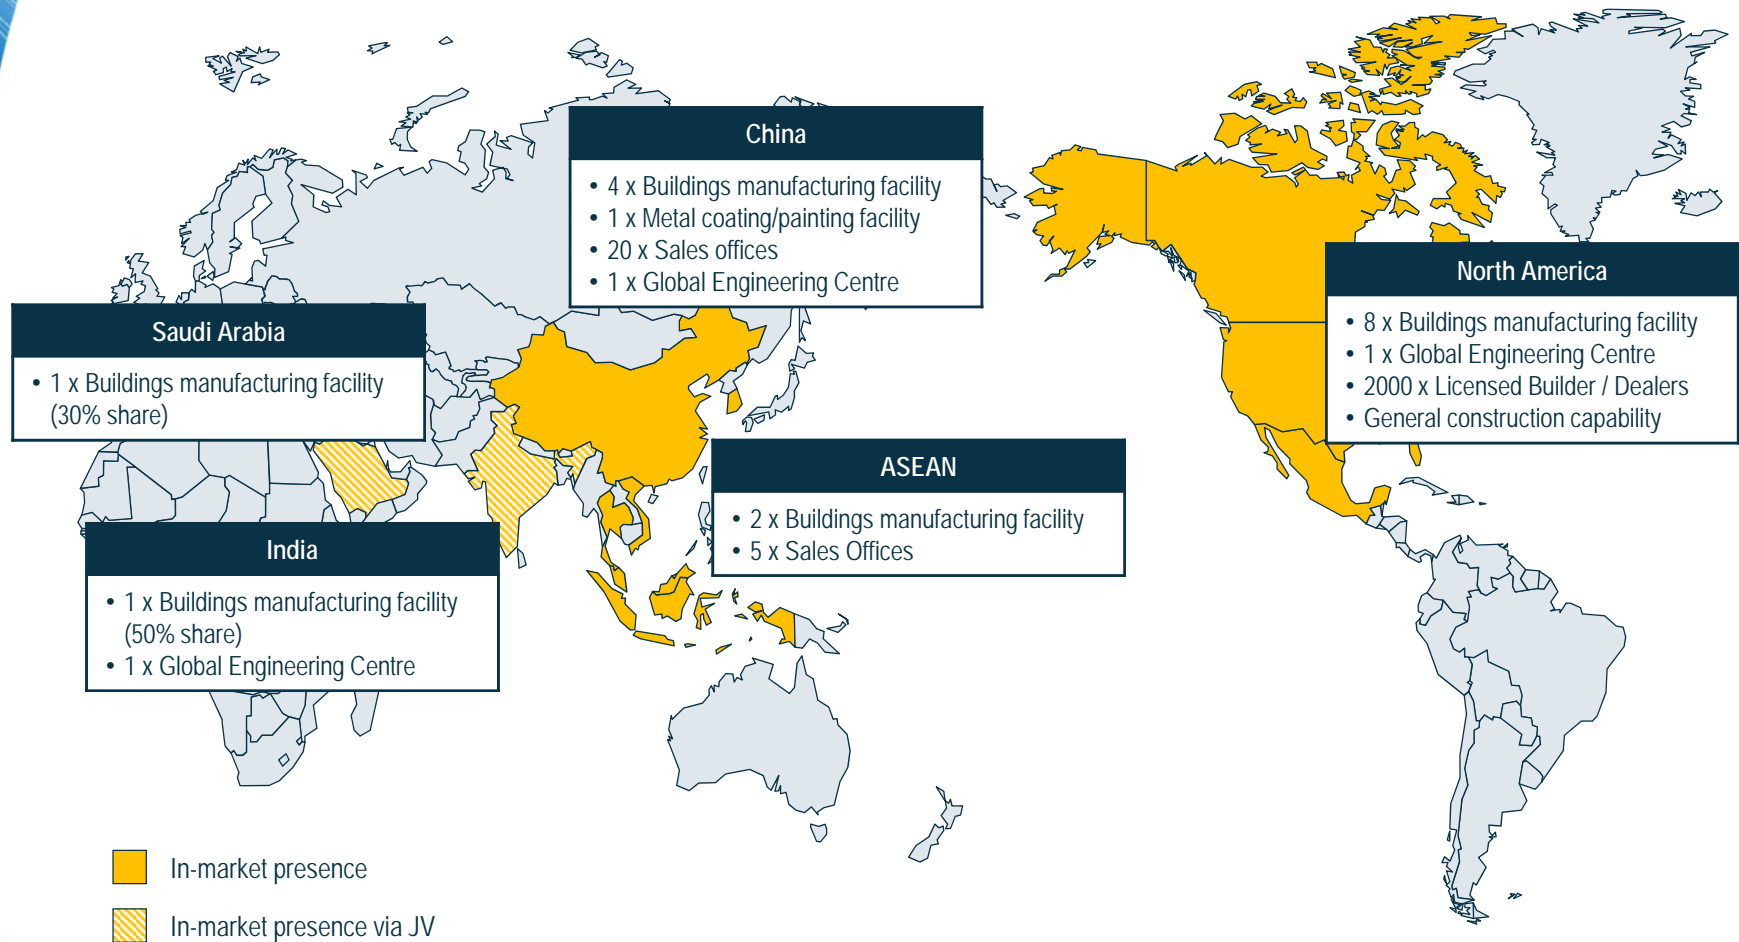 China
• 4 x Buildings manufacturing facility
• 1 x Metal coating/painting facility
• 20 x Sales offices
• 1 x Global Engineering Centre
North America
• 8 x Buildings manufacturing facility
• 1 x Global Engineering Centre
• 2000 x Licensed Builder / Dealers
• General construction capability
Saudi Arabia
• 1 x Buildings manufacturing facility
(30% share)
ASEAN
• 2 x Buildings manufacturing facility
• 5 x Sales Offices
India
• 1 x Buildings manufacturing facility
(50% share)
• 1 x Global Engineering Centre
In-market presence
In-market presence via JV